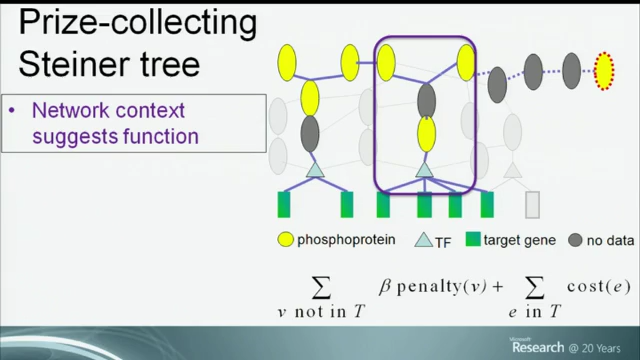 Prize-collecting
Steiner tree
• Network context
suggests function
phosphoprotein
TF
target gene
no data
∑ β penalty(v) + ∑ cost(e)
v not in T e in T
Microsoft
Research @ 20 Years